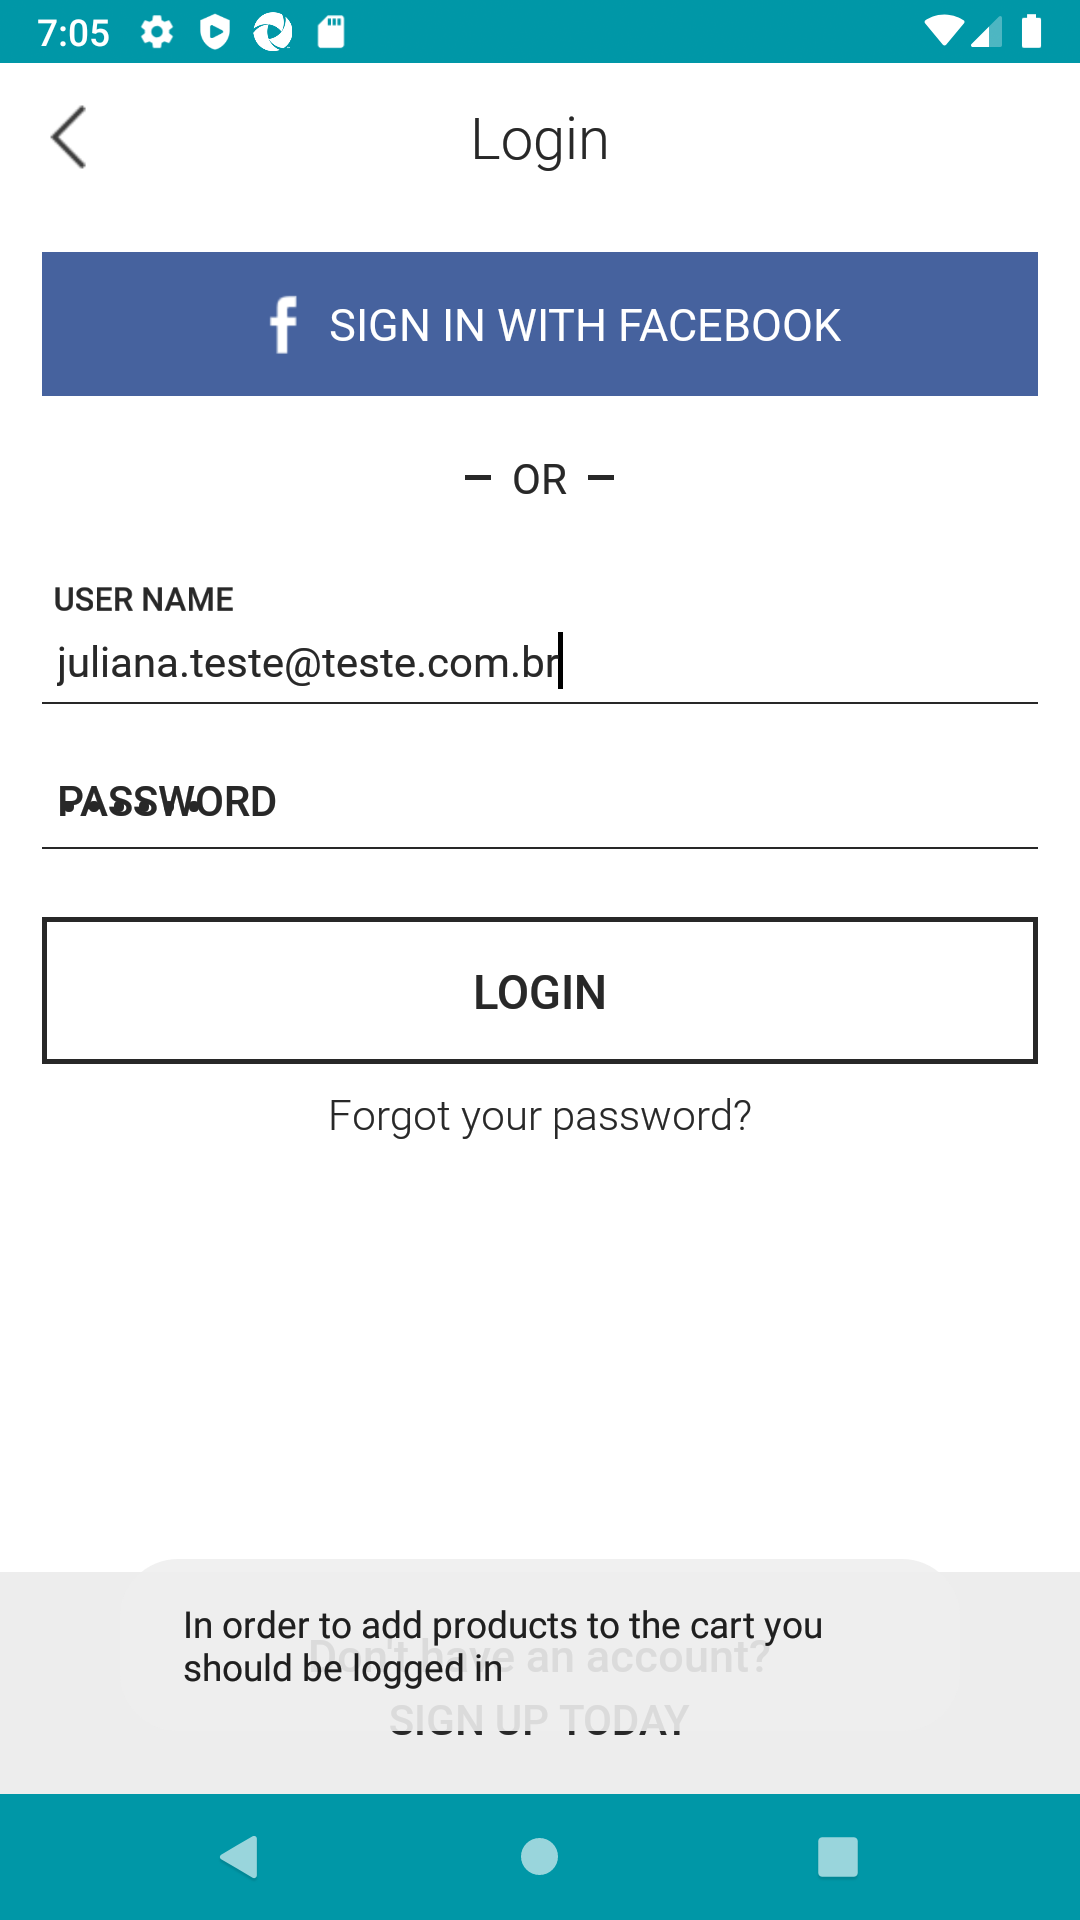 7:05
Login
f SIGN IN WITH FACEBOOK
– OR –
USER NAME
juliana.teste@teste.com.br
PASSWORD
••••••
LOGIN
Forgot your password?
In order to add products to the cart you
should be logged in
Don't have an account?
SIGN UP TODAY